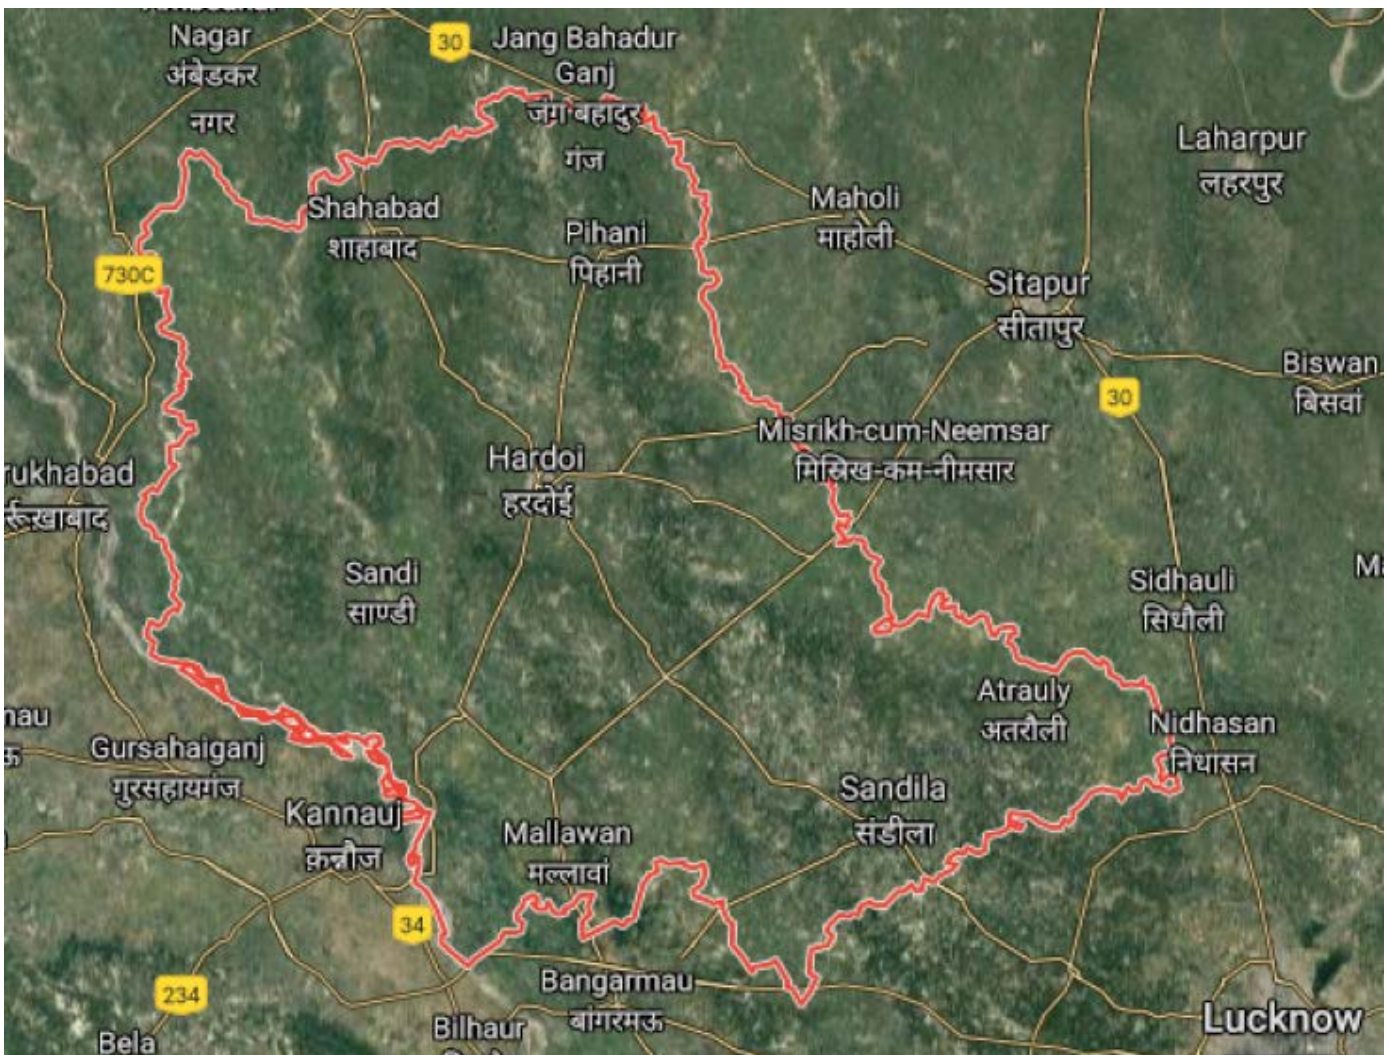 Nagar
अंबेडकर
नगर
30
Jang Bahadur
Ganj
जंग बहादुर
गंज
Laharpur
लहरपुर
Shahabad
शाहाबाद
Maholi
माहोली
Pihani
पिहानी
730C
Sitapur
सीतापुर
Biswan
बिसवां
30
Misrikh-cum-Neemsar
मिस्रिख-कम-नीमसार
Hardoi
हरदोई
rukhabad
र्रूख़ाबाद
Sandi
साण्डी
Sidhauli
सिधौली
Atrauly
अतरौली
Nidhasan
निधासन
nau
ऊ
Gursahaiganj
गुरसहायगंज
Kannauj
क़न्नौज
Mallawan
मल्लावां
Sandila
संडीला
34
234
Bangarmau
बांगरमऊ
Bilhaur
Bela
Lucknow